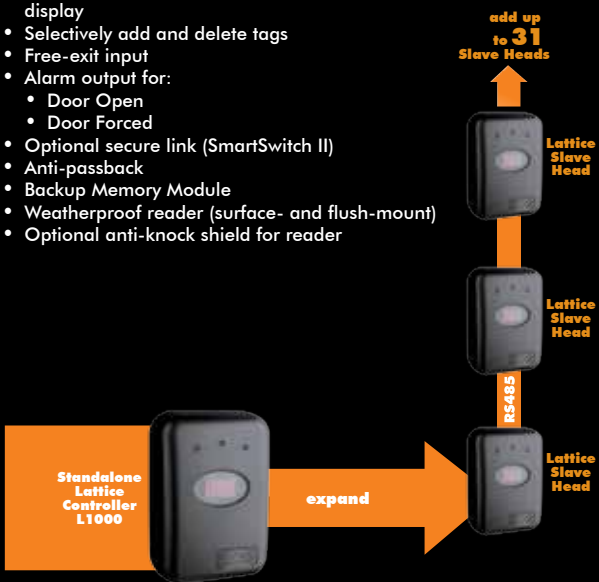 display
• Selectively add and delete tags
• Free-exit input
• Alarm output for:
• Door Open
• Door Forced
• Optional secure link (SmartSwitch II)
• Anti-passback
• Backup Memory Module
• Weatherproof reader (surface- and flush-mount)
• Optional anti-knock shield for reader
add up
to 31
Slave Heads
Lattice
Slave
Head
Lattice
Slave
Head
RS485
Lattice
Slave
Head
Standalone
Lattice
Controller
L1000
expand